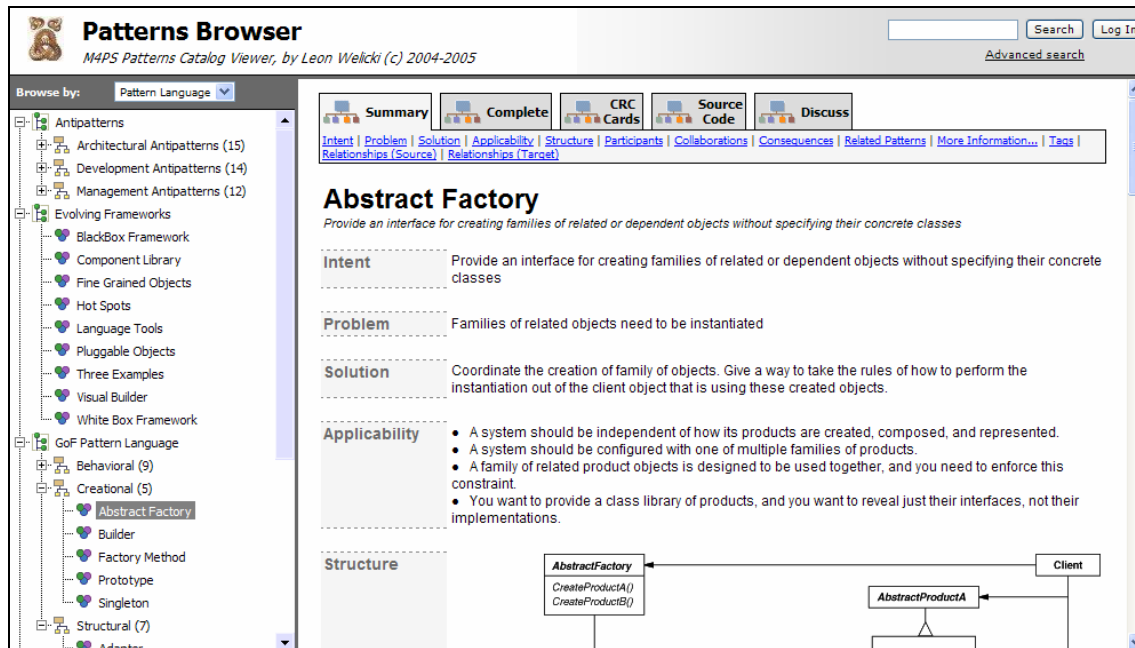 Patterns Browser
M4PS Patterns Catalog Viewer, by Leon Welicki (c) 2004-2005
Search
Log In
Advanced search
Browse by:
Pattern Language
Antipatterns
Architectural Antipatterns (15)
Development Antipatterns (14)
Management Antipatterns (12)
Evolving Frameworks
BlackBox Framework
Component Library
Fine Grained Objects
Hot Spots
Language Tools
Pluggable Objects
Three Examples
Visual Builder
White Box Framework
GoF Pattern Language
Behavioral (9)
Creational (5)
Abstract Factory
Builder
Factory Method
Prototype
Singleton
Structural (7)
Adapter
Summary
Complete
CRC
Cards
Source
Code
Discuss
Intent | Problem | Solution | Applicability | Structure | Participants | Collaborations | Consequences | Related Patterns | More Information... | Tags |
Relationships (Source) | Relationships (Target)
Abstract Factory
Provide an interface for creating families of related or dependent objects without specifying their concrete classes
Intent
Provide an interface for creating families of related or dependent objects without specifying their concrete
classes
Problem
Families of related objects need to be instantiated
Solution
Coordinate the creation of family of objects. Give a way to take the rules of how to perform the
instantiation out of the client object that is using these created objects.
Applicability
● A system should be independent of how its products are created, composed, and represented.
● A system should be configured with one of multiple families of products.
● A family of related product objects is designed to be used together, and you need to enforce this
constraint.
● You want to provide a class library of products, and you want to reveal just their interfaces, not their
implementations.
Structure
AbstractFactory
CreateProductA()
CreateProductB()
Client
AbstractProductA